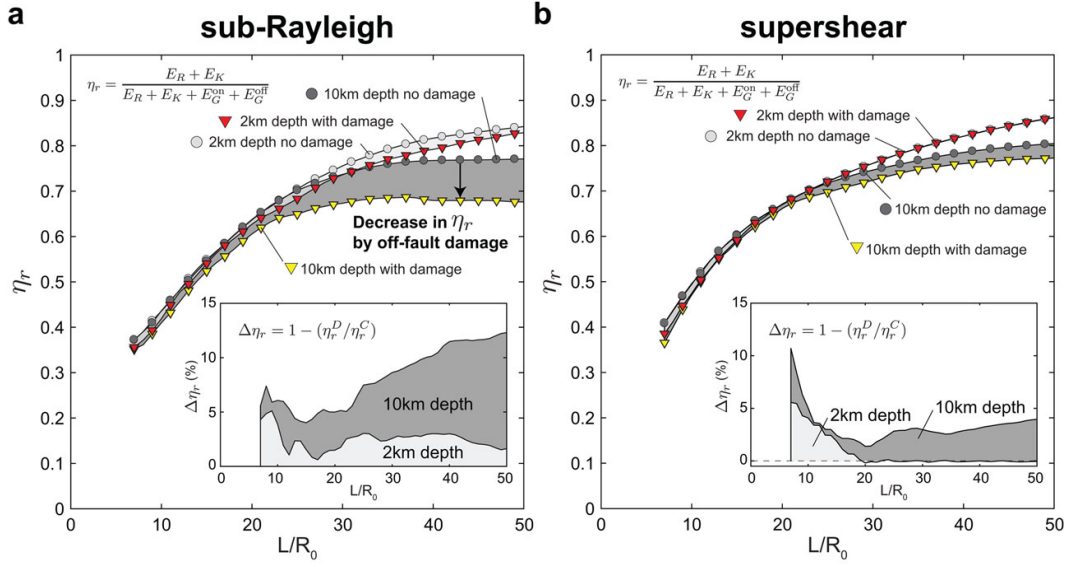 a
sub-Rayleigh
η_r = (E_R + E_K) / (E_R + E_K + E_G^on + E_G^off)
10km depth no damage
2km depth with damage
2km depth no damage
Decrease in η_r
by off-fault damage
10km depth with damage
η_r
1
0.9
0.8
0.7
0.6
0.5
0.4
0.3
0.2
0.1
0
0 10 20 30 40 50
L/R₀
Δη_r = 1 − (η_r^D/η_r^C)
10km depth
2km depth
Δη_r (%)
15
10
5
0
0 10 20 30 40 50
L/R₀
b
supershear
η_r = (E_R + E_K) / (E_R + E_K + E_G^on + E_G^off)
2km depth with damage
2km depth no damage
10km depth no damage
10km depth with damage
η_r
1
0.9
0.8
0.7
0.6
0.5
0.4
0.3
0.2
0.1
0
0 10 20 30 40 50
L/R₀
Δη_r = 1 − (η_r^D/η_r^C)
2km depth
10km depth
Δη_r (%)
15
10
5
0
0 10 20 30 40 50
L/R₀